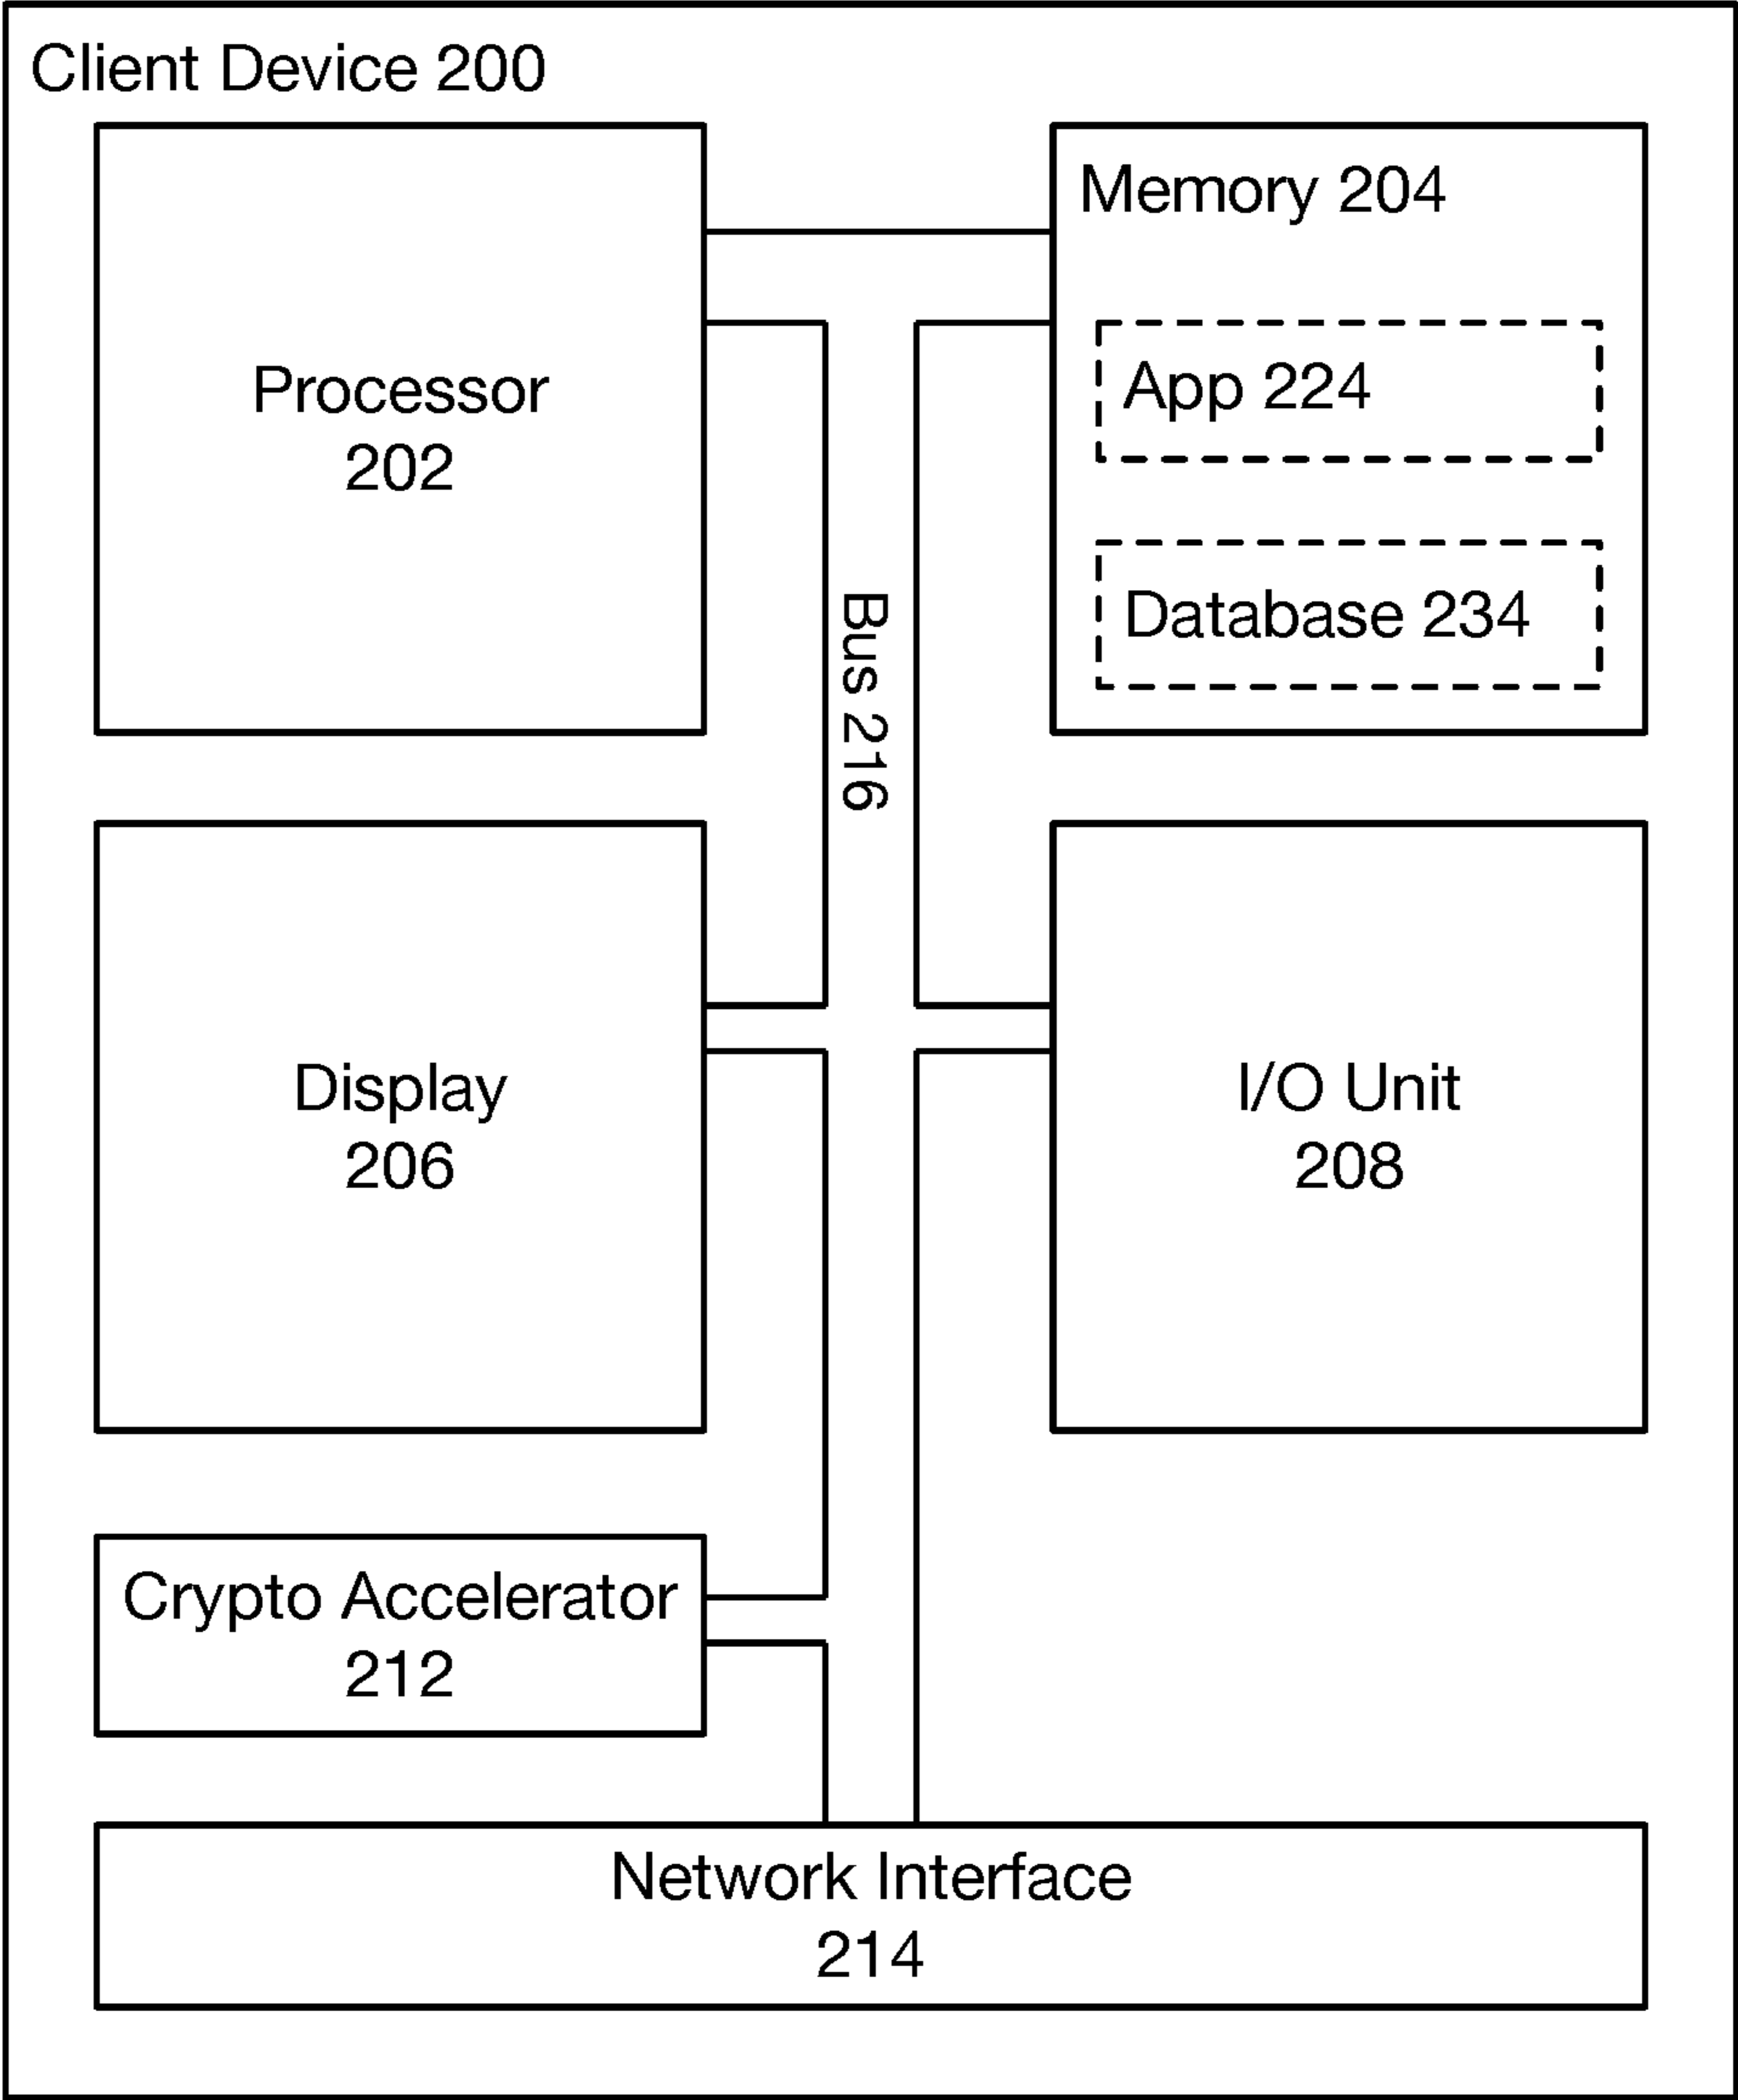 Client Device 200
Processor
202
Memory 204
App 224
Database 234
Bus 216
Display
206
I/O Unit
208
Crypto Accelerator
212
Network Interface
214